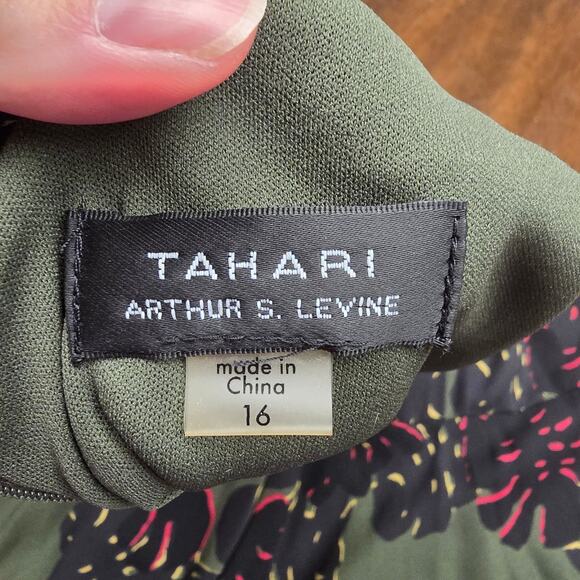 TAHARI
ARTHUR S. LEVINE
made in
China
16